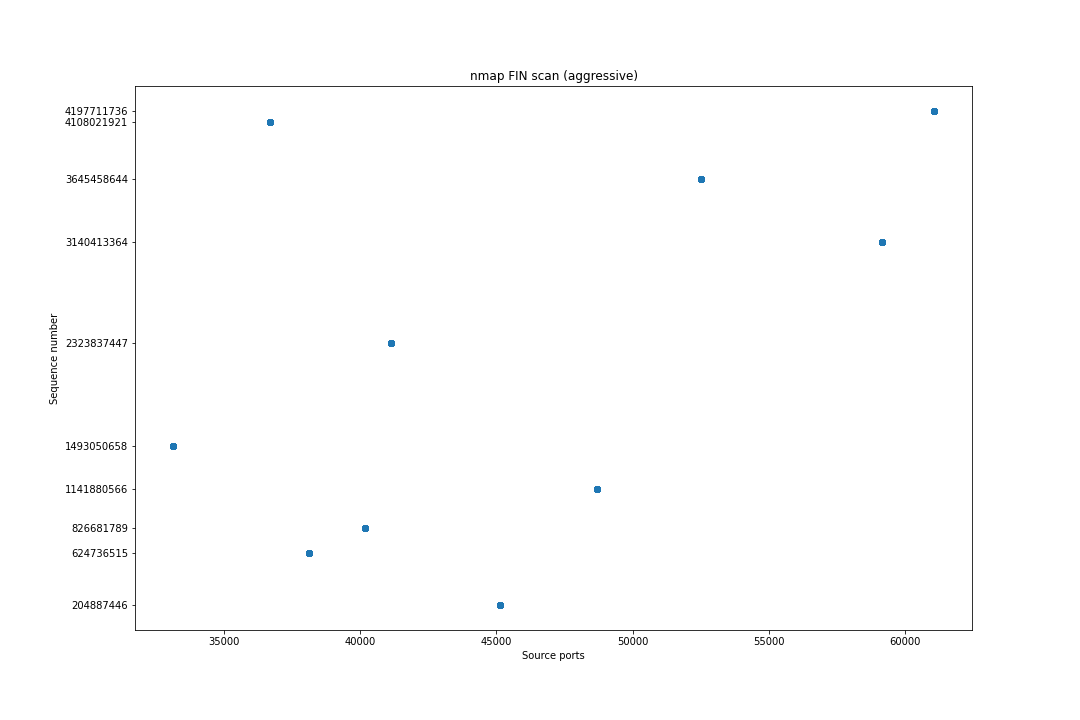 nmap FIN scan (aggressive)
4197711736
4108021921
3645458644
3140413364
2323837447
1493050658
1141880566
826681789
624736515
204887446
Sequence number
35000 40000 45000 50000 55000 60000
Source ports